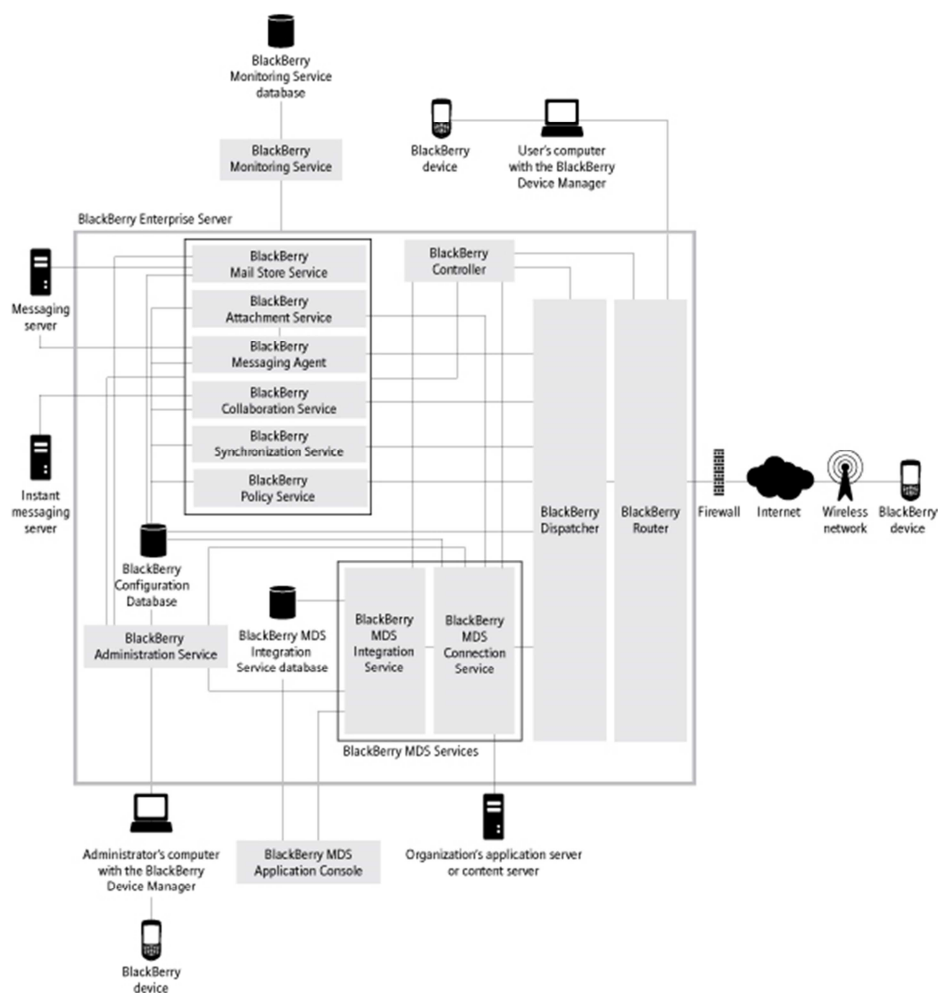 BlackBerry
Monitoring Service
database
BlackBerry
Monitoring Service
BlackBerry
device
User's computer
with the BlackBerry
Device Manager
BlackBerry Enterprise Server
Messaging
server
Instant
messaging
server
BlackBerry
Mail Store Service
BlackBerry
Attachment Service
BlackBerry
Messaging Agent
BlackBerry
Collaboration Service
BlackBerry
Synchronization Service
BlackBerry
Policy Service
BlackBerry
Controller
BlackBerry
Dispatcher
BlackBerry
Router
Firewall
Internet
Wireless
network
BlackBerry
device
BlackBerry
Configuration
Database
BlackBerry
Administration Service
BlackBerry MDS
Integration
Service database
BlackBerry
MDS
Integration
Service
BlackBerry
MDS
Connection
Service
BlackBerry MDS Services
Administrator's computer
with the BlackBerry
Device Manager
BlackBerry MDS
Application Console
Organization's application server
or content server
BlackBerry
device